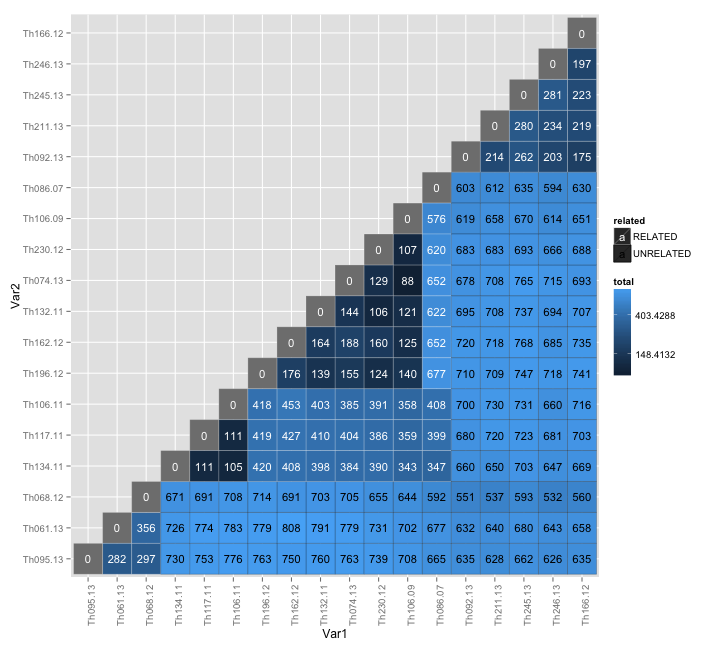 Th166.12 0
Th246.13 0 197
Th245.13 0 281 223
Th211.13 0 280 234 219
Th092.13 0 214 262 203 175
Th086.07 0 603 612 635 594 630
Th106.09 0 576 619 658 670 614 651
Th230.12 0 107 620 683 683 693 666 688
Th074.13 0 129 88 652 678 708 765 715 693
Th132.11 0 144 106 121 622 695 708 737 694 707
Th162.12 0 164 188 160 125 652 720 718 768 685 735
Th196.12 0 176 139 155 124 140 677 710 709 747 718 741
Th106.11 0 418 453 403 385 391 358 408 700 730 731 660 716
Th117.11 0 111 419 427 410 404 386 359 399 680 720 723 681 703
Th134.11 0 111 105 420 408 398 384 390 343 347 660 650 703 647 669
Th068.12 0 671 691 708 714 691 703 705 655 644 592 551 537 593 532 560
Th061.13 0 356 726 774 783 779 808 791 779 731 702 677 632 640 680 643 658
Th095.13 0 282 297 730 753 776 763 750 760 763 739 708 665 635 628 662 626 635
Th095.13 Th061.13 Th068.12 Th134.11 Th117.11 Th106.11 Th196.12 Th162.12 Th132.11 Th074.13 Th230.12 Th106.09 Th086.07 Th092.13 Th211.13 Th245.13 Th246.13 Th166.12
Var1
Var2
related
a RELATED
a UNRELATED
total
403.4288
148.4132